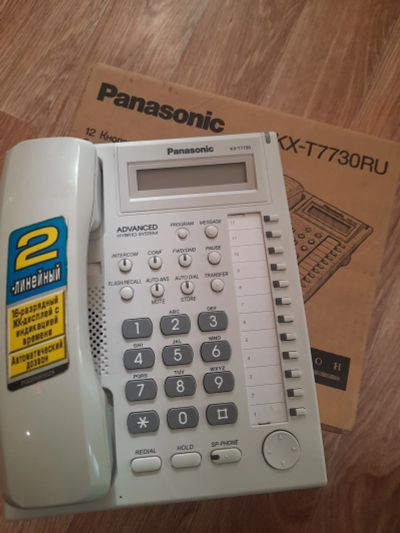 Panasonic
KX-T7730RU
12 Кноп
Panasonic
KX-T7730
ADVANCED
HYBRID SYSTEM
PROGRAM
MESSAGE
INTERCOM
CONF
FWD/DND
PAUSE
FLASH/RECALL
AUTO ANS
AUTO DIAL
TRANSFER
MUTE
STORE
2
-линейный
16-разрядный
ЖК-дисплей с
индикацией
времени
Автоматический
дозвон
ABC
DEF
1
2
3
GHI
JKL
MNO
4
5
6
PQRS
TUV
WXYZ
7
8
9
*
0
#
REDIAL
HOLD
SP-PHONE
ОН